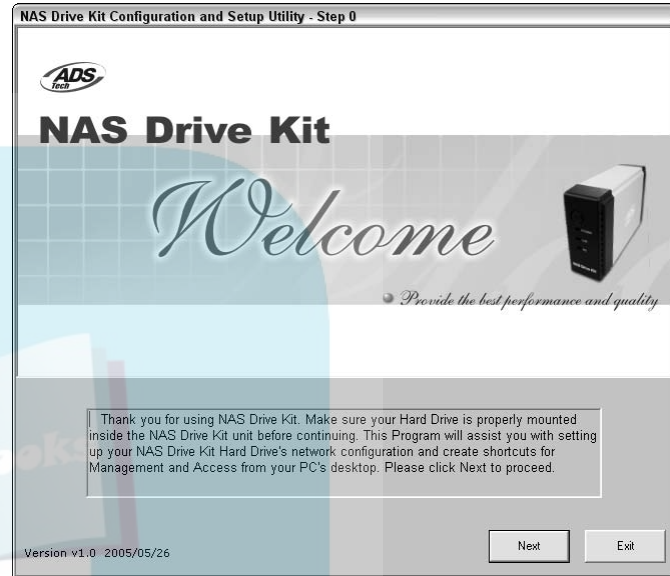 NAS Drive Kit Configuration and Setup Utility - Step 0
ADS
Tech
NAS Drive Kit
Welcome
Provide the best performance and quality
Thank you for using NAS Drive Kit. Make sure your Hard Drive is properly mounted
inside the NAS Drive Kit unit before continuing. This Program will assist you with setting
up your NAS Drive Kit Hard Drive's network configuration and create shortcuts for
Management and Access from your PC's desktop. Please click Next to proceed.
Version v1.0 2005/05/26
Next
Exit